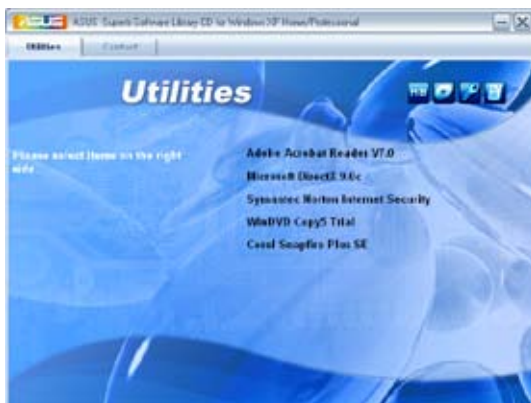 ASUS Superb Software Library CD for Windows XP Home/Professional
Utilities
Contact
Utilities
Please select items on the right
side
Adobe Acrobat Reader V7.0
Microsoft DirectX 9.0c
Symantec Norton Internet Security
WinDVD Copy5 Trial
Corel Snapfire Plus SE